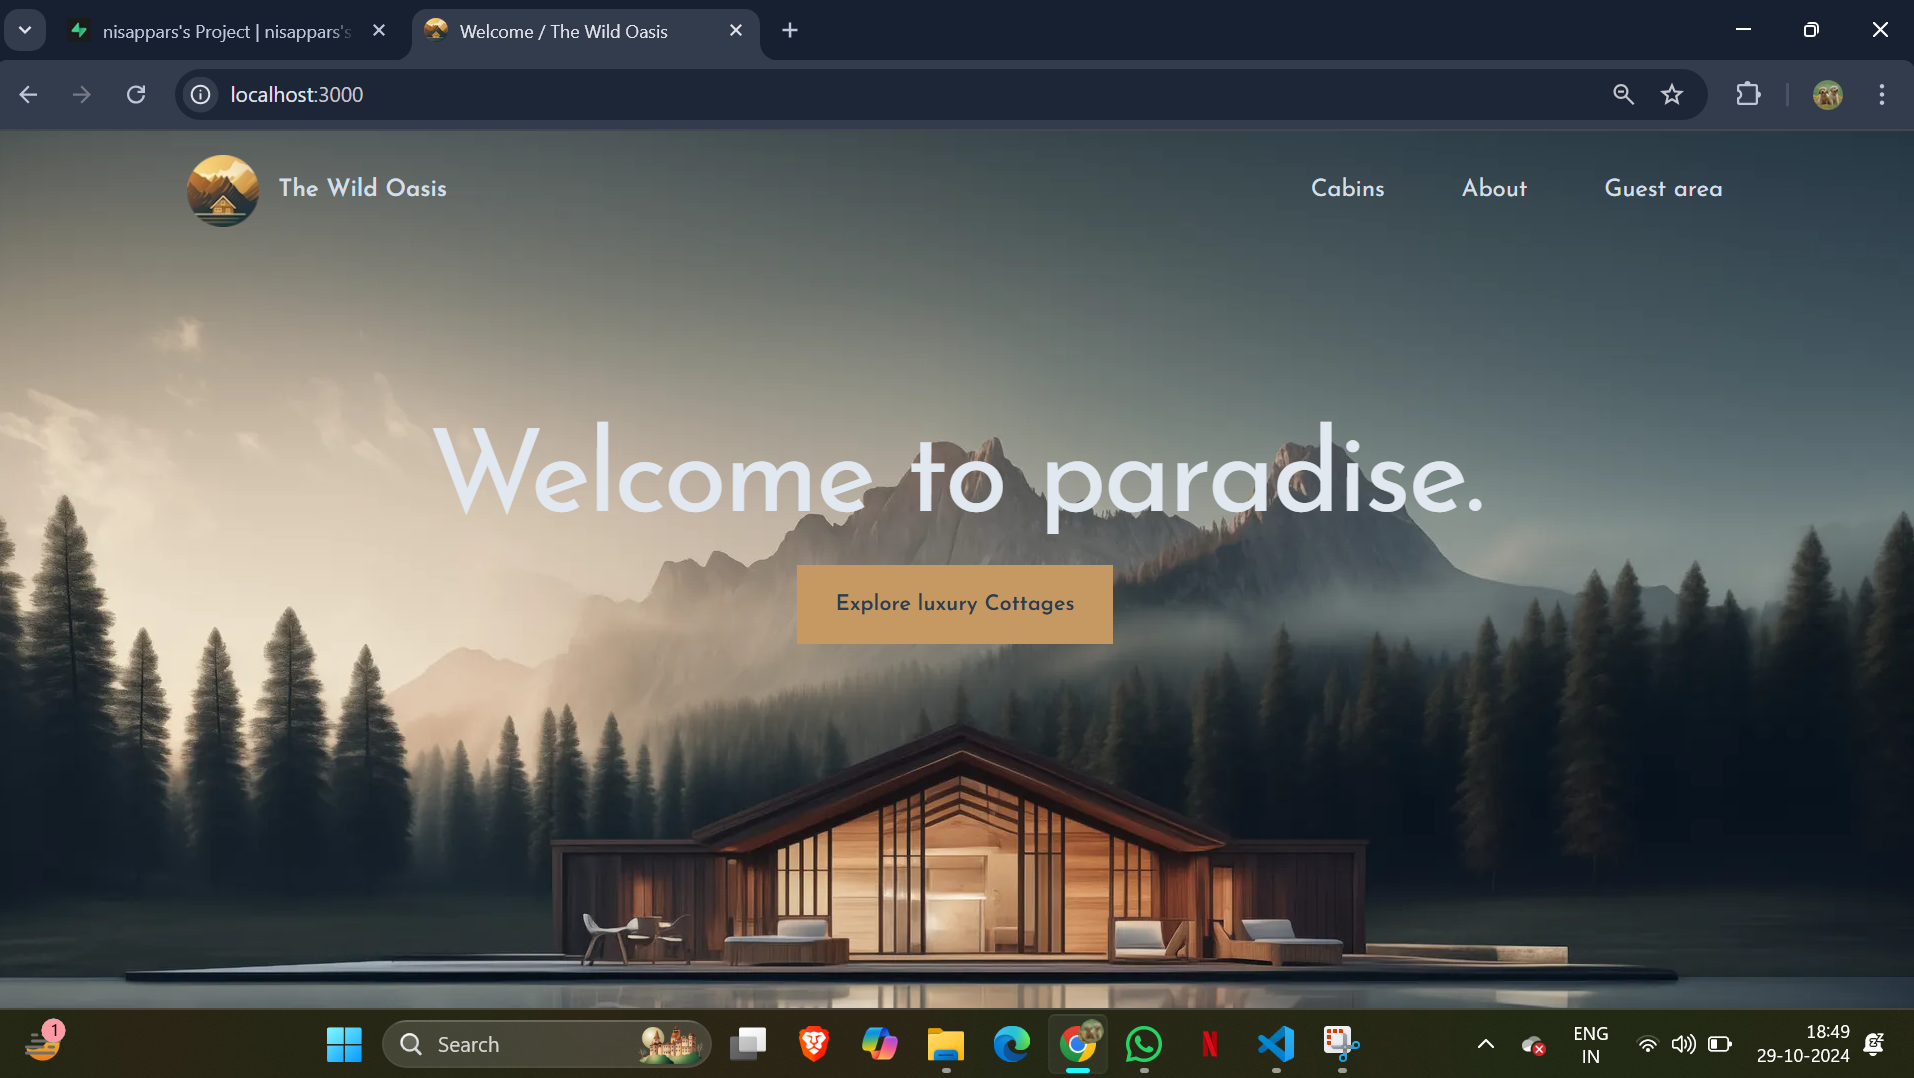 nisappars's Project | nisappars's
Welcome / The Wild Oasis
localhost:3000
The Wild Oasis
Cabins
About
Guest area
Welcome to paradise.
Explore luxury Cottages
1
Search
ENG
IN
18:49
29-10-2024